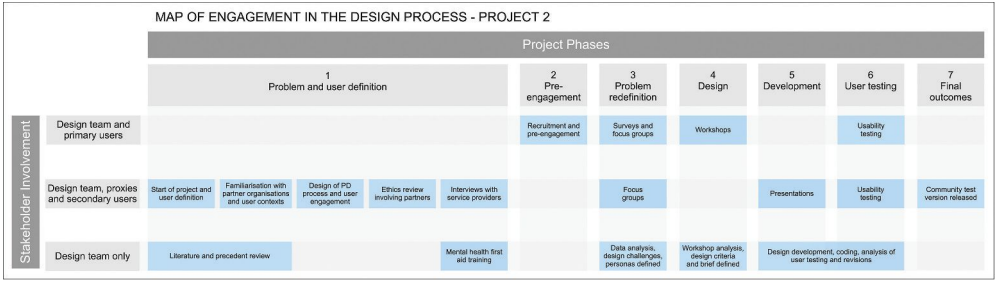 MAP OF ENGAGEMENT IN THE DESIGN PROCESS - PROJECT 2
Project Phases
1
Problem and user definition
2
Pre-
engagement
3
Problem
redefinition
4
Design
5
Development
6
User testing
7
Final
outcomes
Stakeholder Involvement
Design team and
primary users
Recruitment and
pre-engagement
Surveys and
focus groups
Workshops
Usability
testing
Design team, proxies
and secondary users
Start of project and
user definition
Familiarisation with
partner organisations
and user contexts
Design of PD
process and user
engagement
Ethics review
involving partners
Interviews with
service providers
Focus
groups
Presentations
Usability
testing
Community test
version released
Design team only
Literature and precedent review
Mental health first
aid training
Data analysis,
design challenges,
personas defined
Workshop analysis,
design criteria
and brief defined
Design development, coding, analysis of
user testing and revisions